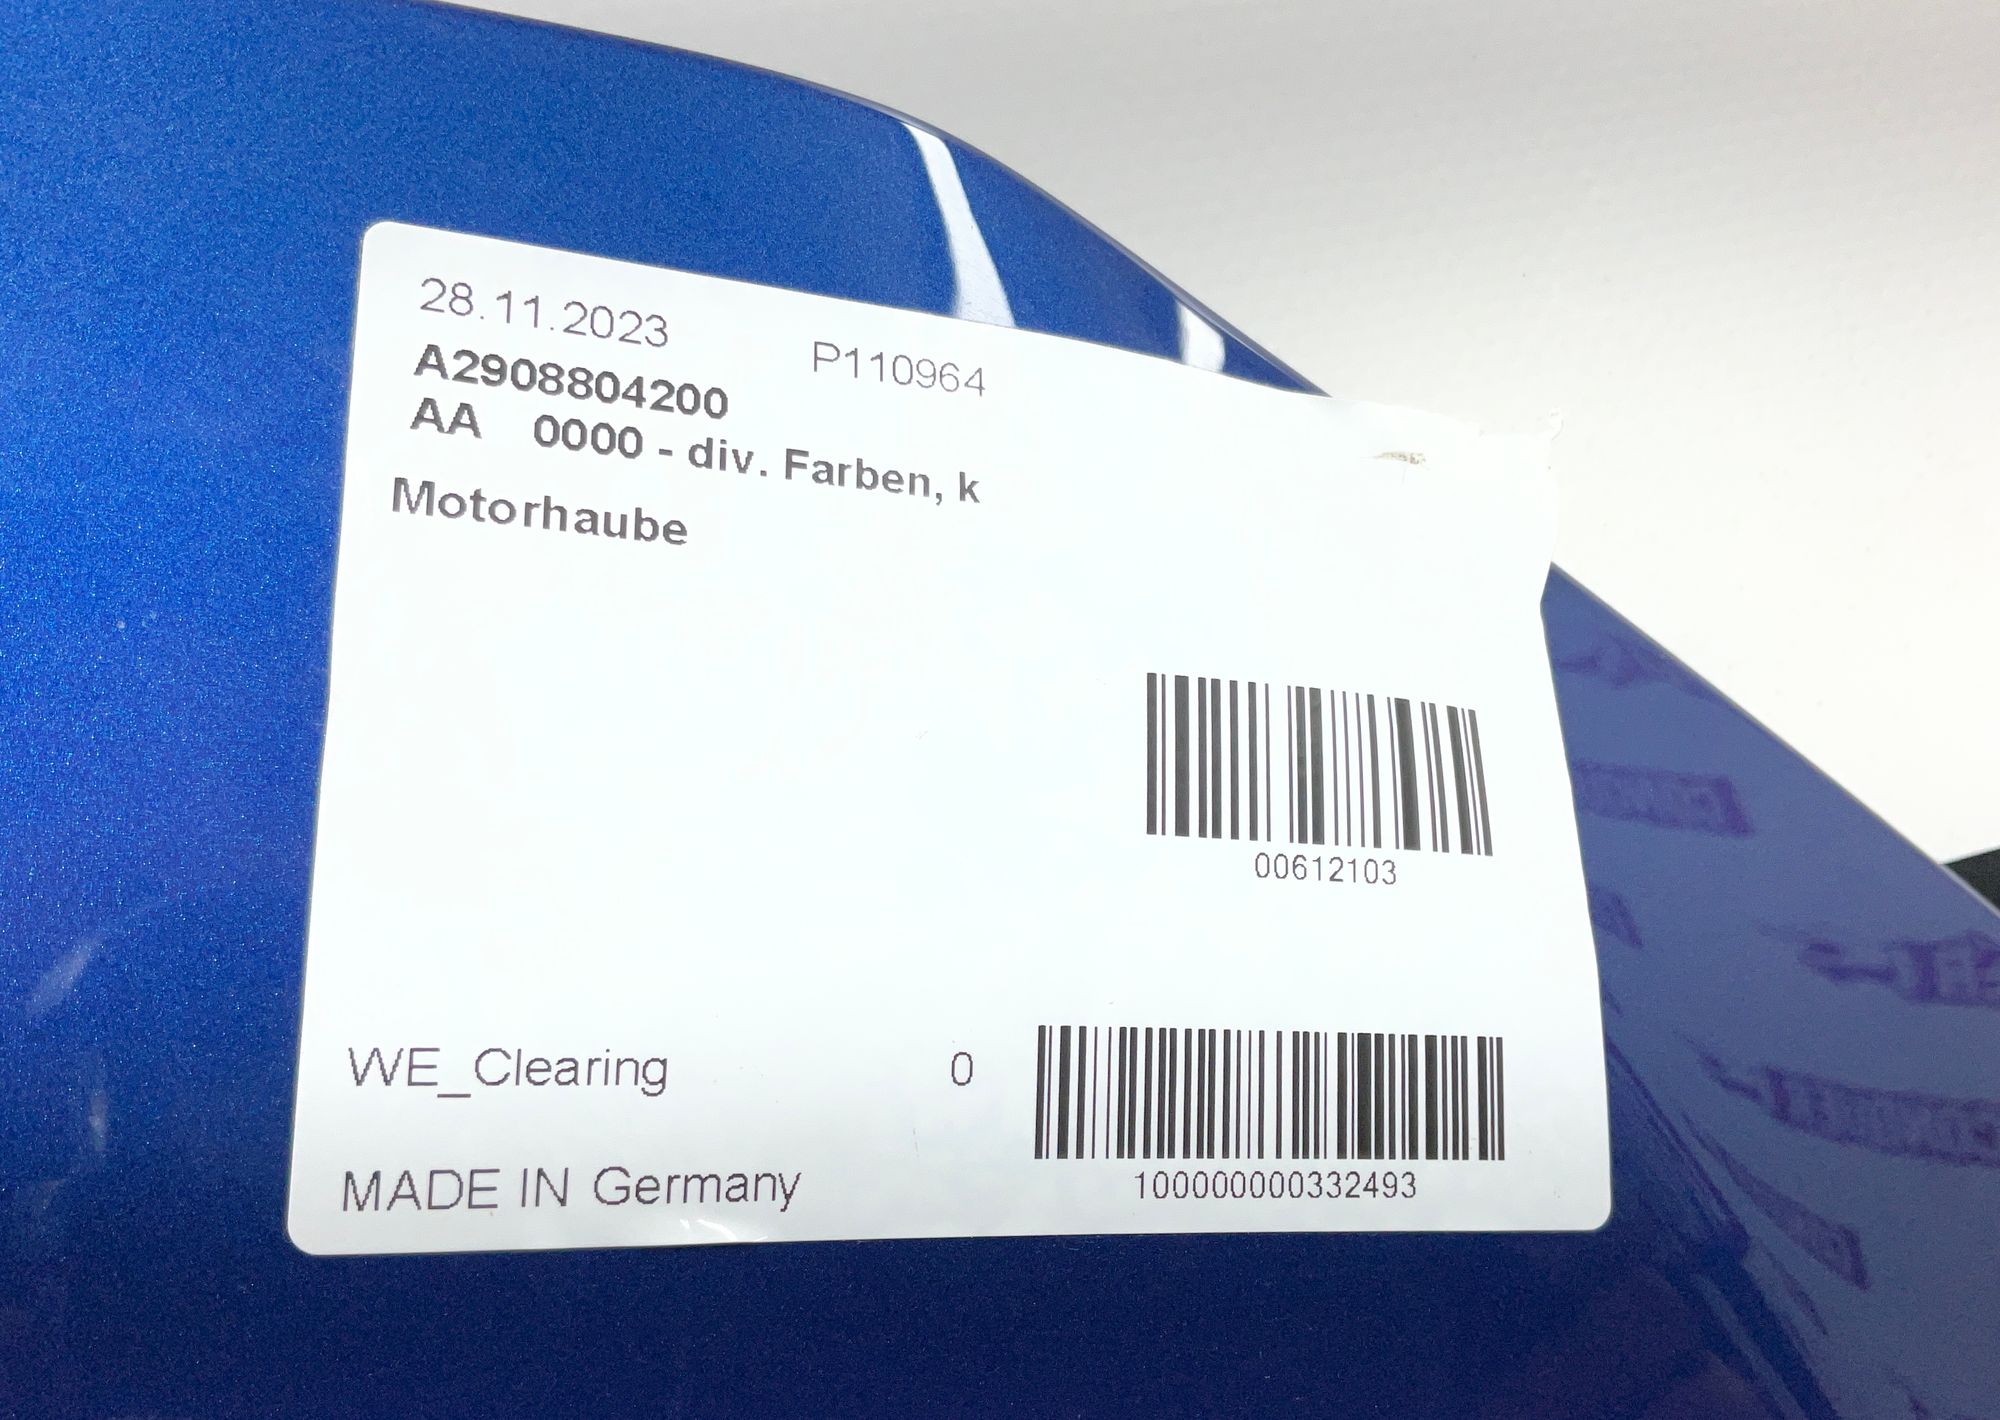 28.11.2023 P110964
A2908804200
AA 0000 - div. Farben, k
Motorhaube
00612103
WE_Clearing 0
100000000332493
MADE IN Germany